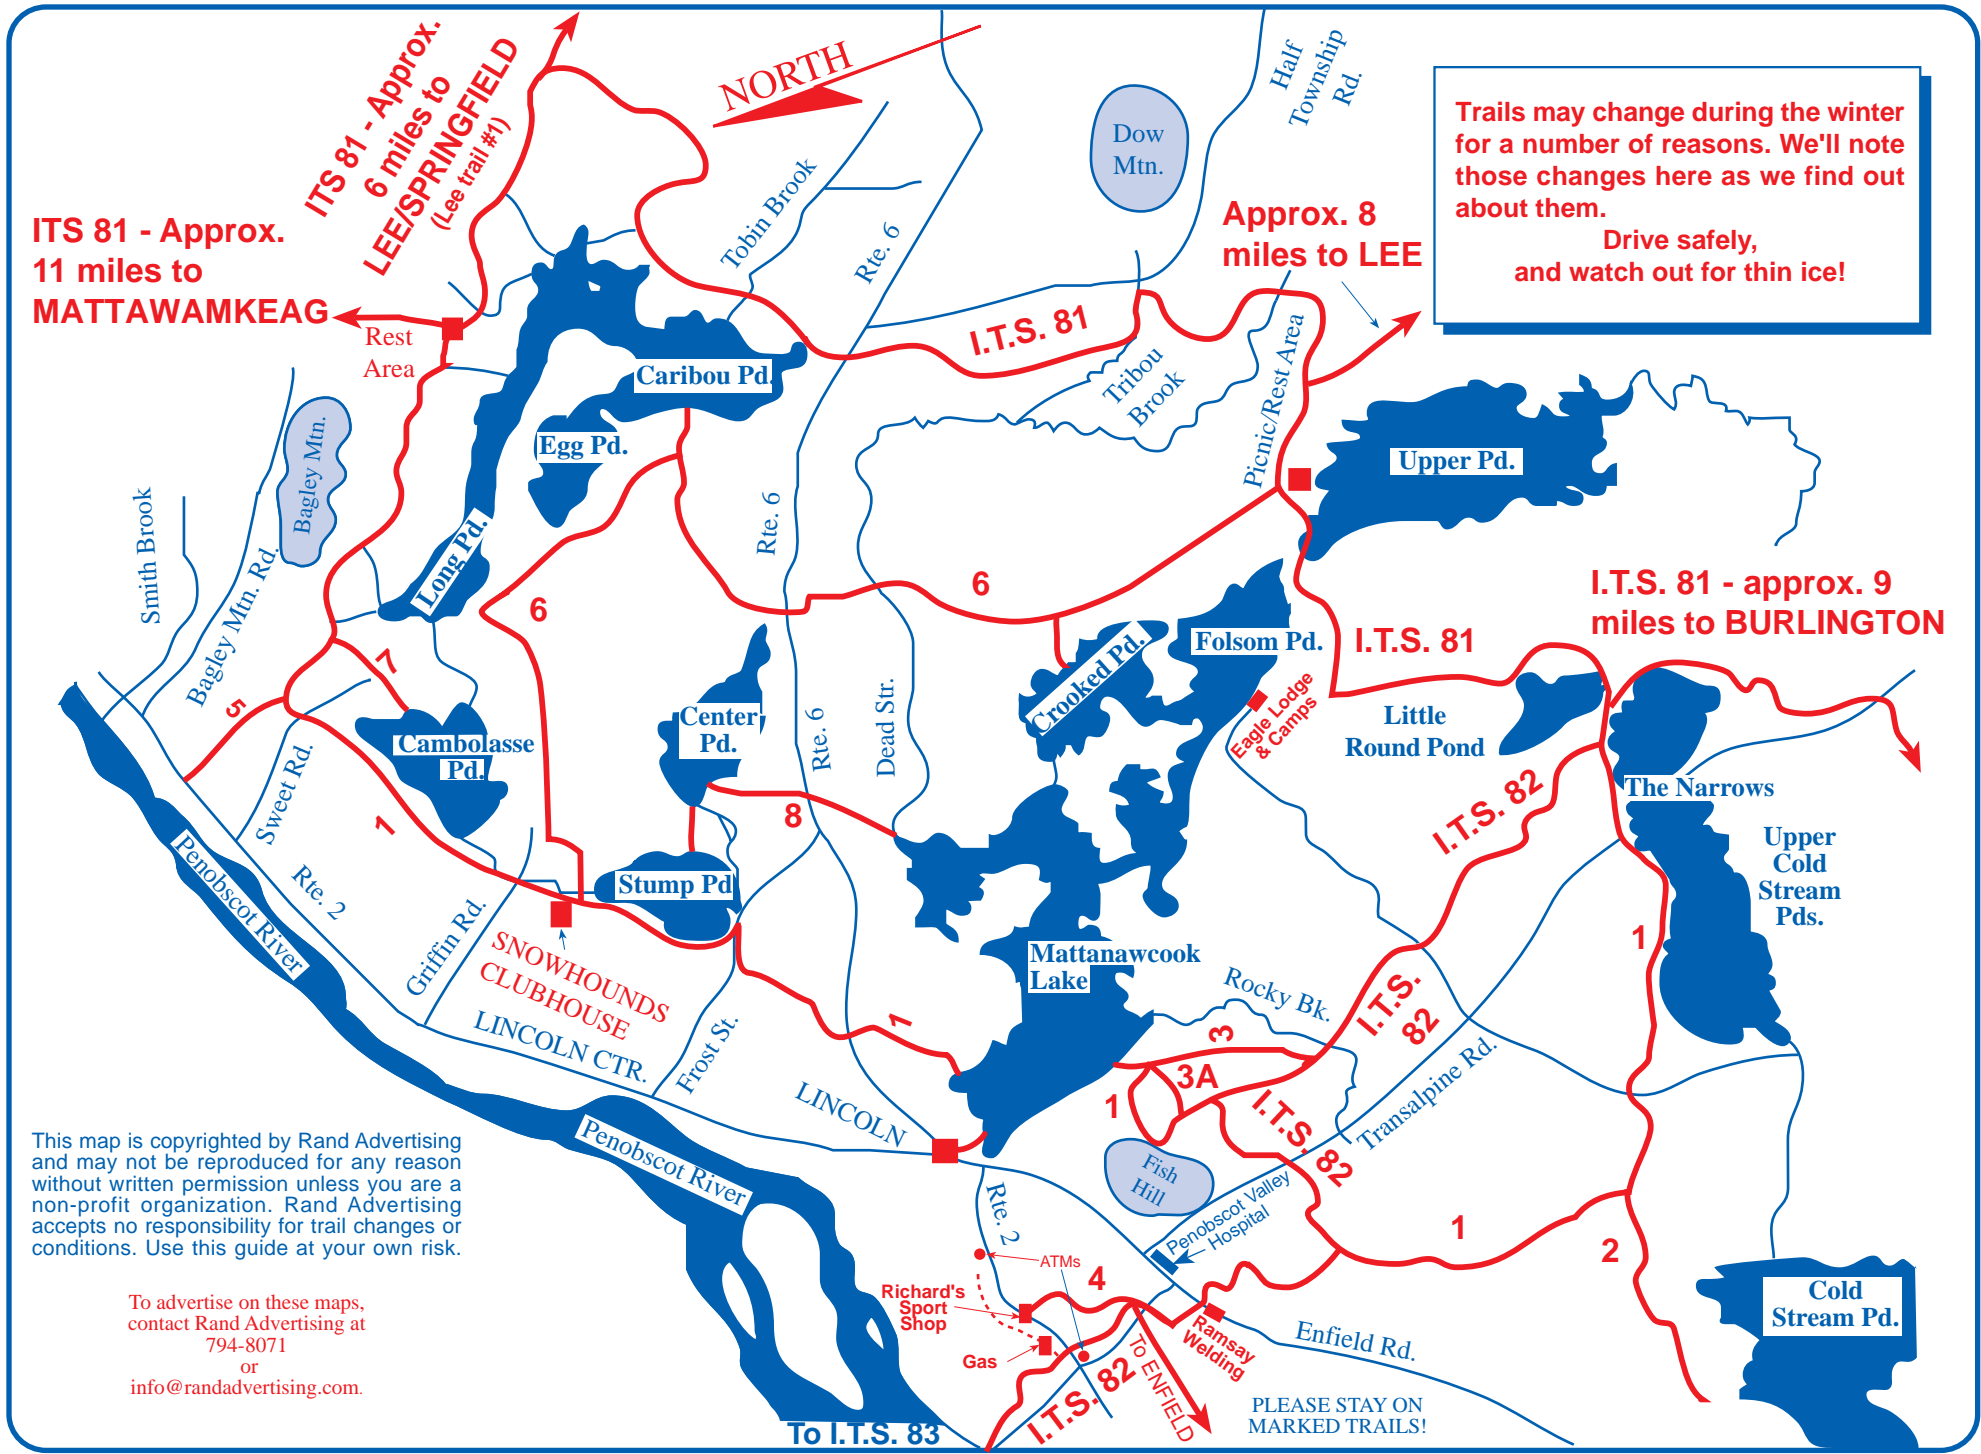 ITS 81 - Approx.
6 miles to
LEE/SPRINGFIELD
(Lee trail #1)
NORTH
Half
Township
Rd.
Dow
Mtn.
Trails may change during the winter
for a number of reasons. We'll note
those changes here as we find out
about them.
Drive safely,
and watch out for thin ice!
ITS 81 - Approx.
11 miles to
MATTAWAMKEAG
Rest
Area
Tobin Brook
Rte. 6
Approx. 8
miles to LEE
I.T.S. 81
Tribou
Brook
Picnic/Rest Area
Caribou Pd.
Egg Pd.
Long Pd.
Upper Pd.
Bagley Mtn.
Smith Brook
Bagley Mtn. Rd.
Rte. 6
6
6
I.T.S. 81 - approx. 9
miles to BURLINGTON
I.T.S. 81
Folsom Pd.
Crooked Pd.
Eagle Lodge
& Camps
Little
Round Pond
7
5
Cambolasse
Pd.
Center
Pd.
Rte. 6
Dead Str.
The Narrows
I.T.S. 82
Upper
Cold
Stream
Pds.
Sweet Rd.
1
8
Stump Pd
Penobscot River
Rte. 2
Griffin Rd.
SNOWHOUNDS
CLUBHOUSE
LINCOLN CTR.
Frost St.
1
Mattanawcook
Lake
Rocky Bk.
I.T.S.
82
1
3
3A
1
Transalpine Rd.
LINCOLN
I.T.S. 82
Fish
Hill
Penobscot River
Penobscot Valley
Hospital
Rte. 2
1
2
ATMs
4
Richard's
Sport
Shop
Gas
Ramsay
Welding
Enfield Rd.
Cold
Stream Pd.
To ENFIELD
I.T.S. 82
To I.T.S. 83
PLEASE STAY ON
MARKED TRAILS!
This map is copyrighted by Rand Advertising
and may not be reproduced for any reason
without written permission unless you are a
non-profit organization. Rand Advertising
accepts no responsibility for trail changes or
conditions. Use this guide at your own risk.
To advertise on these maps,
contact Rand Advertising at
794-8071
or
info@randadvertising.com.